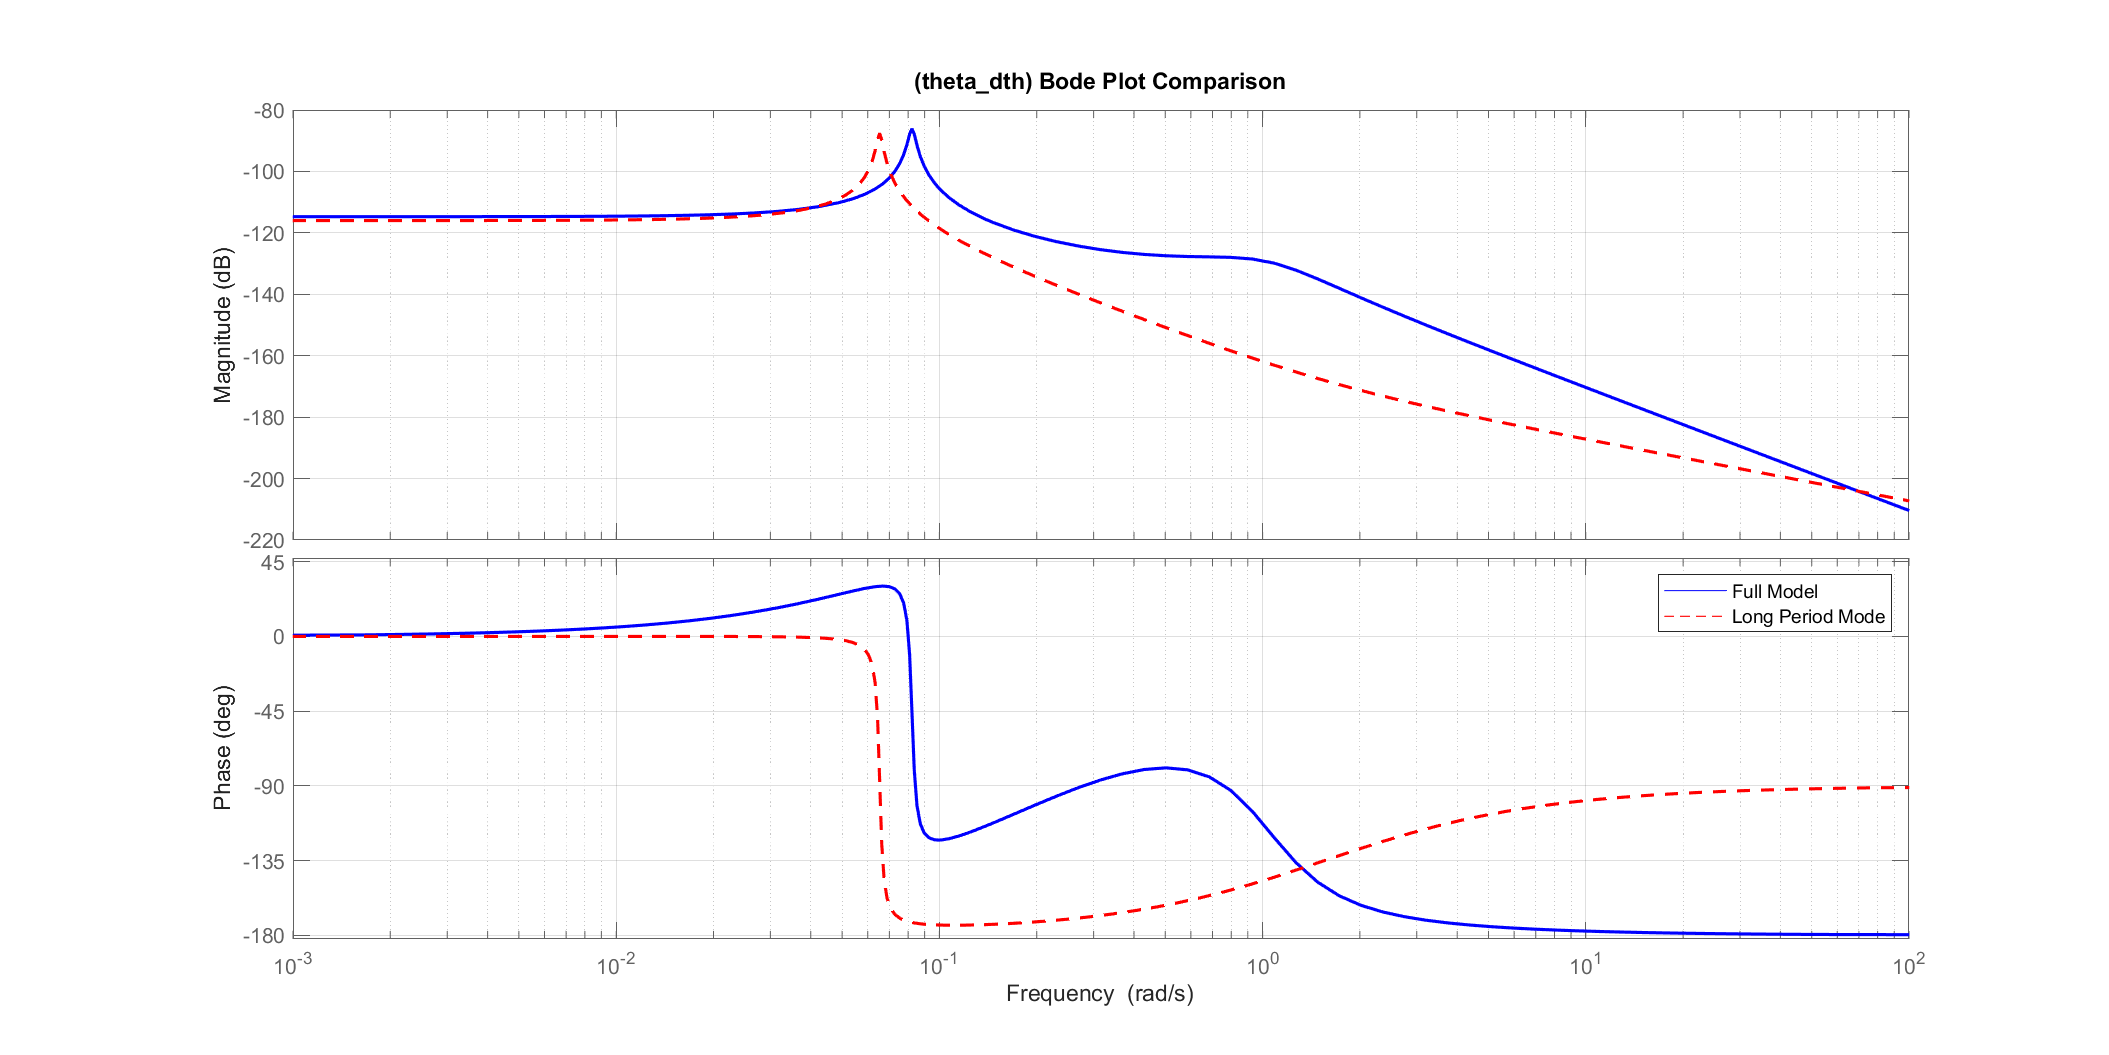 (theta_dth) Bode Plot Comparison
Magnitude (dB)
-80
-100
-120
-140
-160
-180
-200
-220
Phase (deg)
45
0
-45
-90
-135
-180
Full Model
Long Period Mode
10^-3 10^-2 10^-1 10^0 10^1 10^2
Frequency (rad/s)